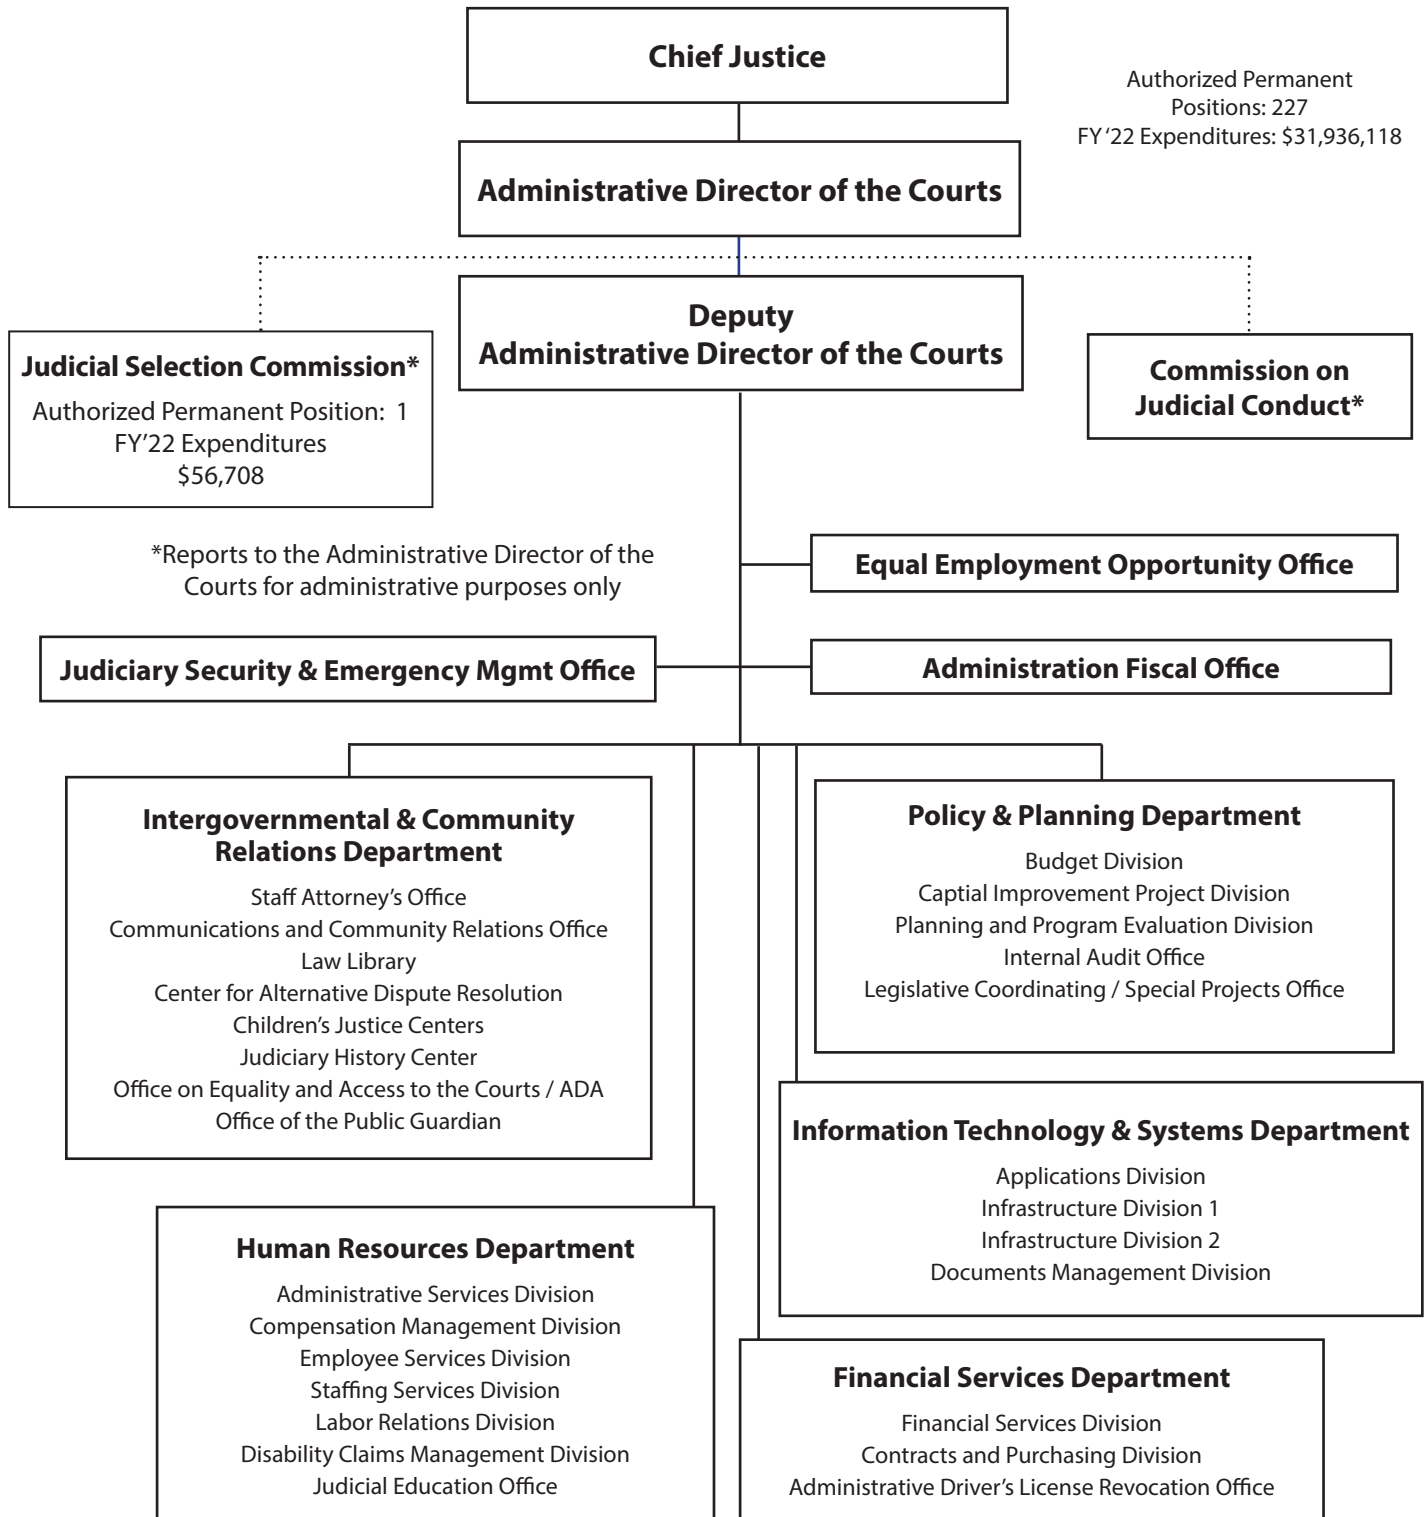 Chief Justice
Authorized Permanent
Positions: 227
FY ‘22 Expenditures: $31,936,118
Administrative Director of the Courts
Deputy
Administrative Director of the Courts
Judicial Selection Commission*
Authorized Permanent Position: 1
FY’22 Expenditures
$56,708
Commission on
Judicial Conduct*
*Reports to the Administrative Director of the
Courts for administrative purposes only
Equal Employment Opportunity Office
Judiciary Security & Emergency Mgmt Office
Administration Fiscal Office
Intergovernmental & Community
Relations Department
Staff Attorney’s Office
Communications and Community Relations Office
Law Library
Center for Alternative Dispute Resolution
Children’s Justice Centers
Judiciary History Center
Office on Equality and Access to the Courts / ADA
Office of the Public Guardian
Policy & Planning Department
Budget Division
Captial Improvement Project Division
Planning and Program Evaluation Division
Internal Audit Office
Legislative Coordinating / Special Projects Office
Information Technology & Systems Department
Applications Division
Infrastructure Division 1
Infrastructure Division 2
Documents Management Division
Human Resources Department
Administrative Services Division
Compensation Management Division
Employee Services Division
Staffing Services Division
Labor Relations Division
Disability Claims Management Division
Judicial Education Office
Financial Services Department
Financial Services Division
Contracts and Purchasing Division
Administrative Driver’s License Revocation Office